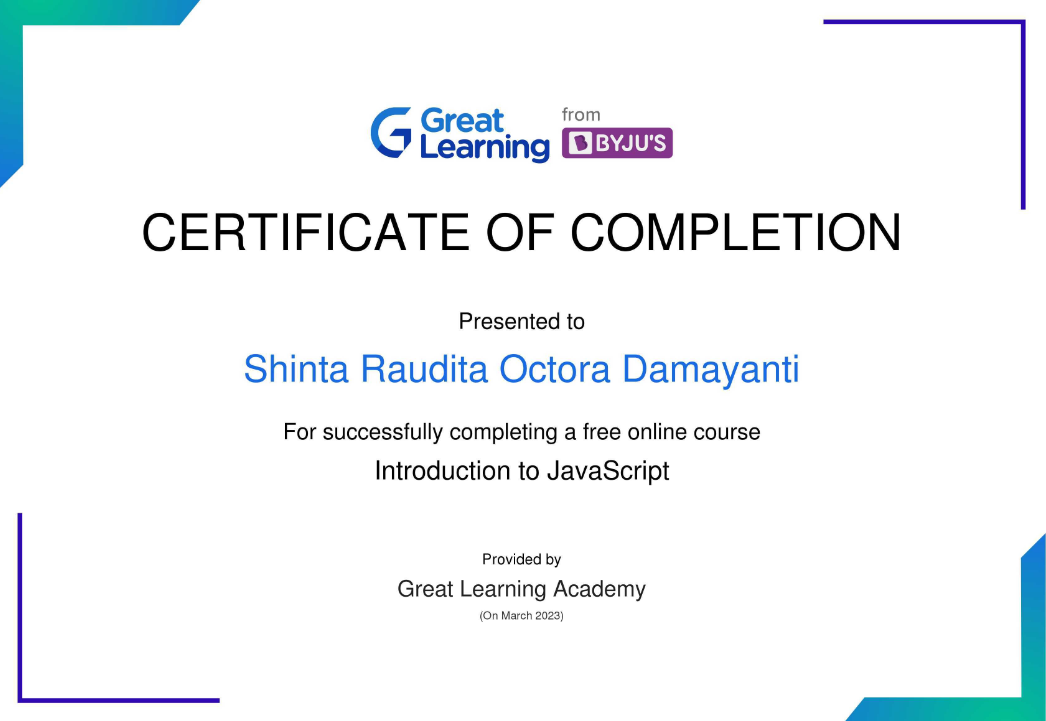 Great Learning
from
BYJU'S
CERTIFICATE OF COMPLETION
Presented to
Shinta Raudita Octora Damayanti
For successfully completing a free online course
Introduction to JavaScript
Provided by
Great Learning Academy
(On March 2023)